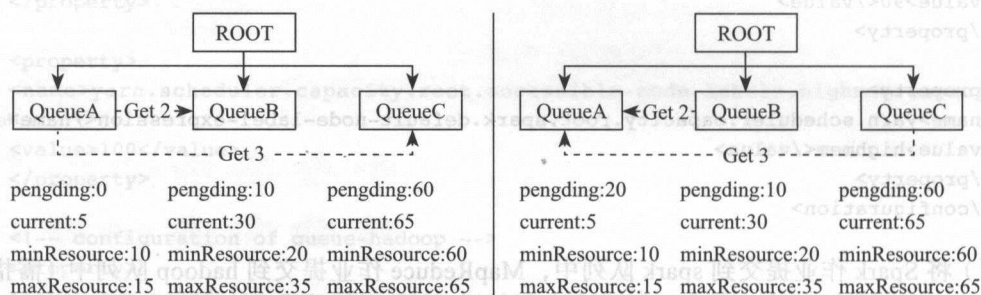 ROOT
QueueA
Get 2
QueueB
QueueC
Get 3
pengding:0
pengding:10
pengding:60
current:5
current:30
current:65
minResource:10
minResource:20
minResource:60
maxResource:15
maxResource:35
maxResource:65
ROOT
QueueA
Get 2
QueueB
QueueC
Get 3
pengding:20
pengding:10
pengding:60
current:5
current:30
current:65
minResource:10
minResource:20
minResource:60
maxResource:15
maxResource:35
maxResource:65